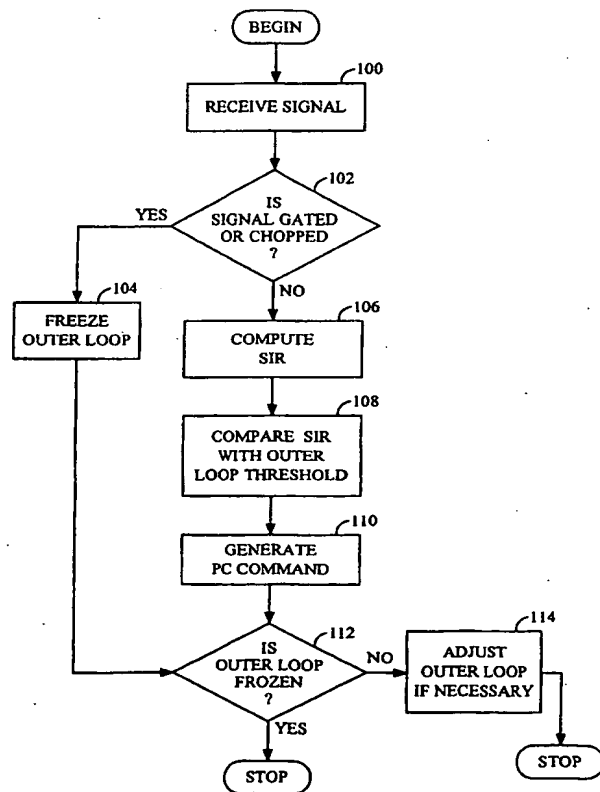 BEGIN
100
RECEIVE SIGNAL
102
IS
SIGNAL GATED
OR CHOPPED
?
YES
NO
104
FREEZE
OUTER LOOP
106
COMPUTE
SIR
108
COMPARE SIR
WITH OUTER
LOOP THRESHOLD
110
GENERATE
PC COMMAND
112
IS
OUTER LOOP
FROZEN
?
NO
YES
114
ADJUST
OUTER LOOP
IF NECESSARY
STOP
STOP